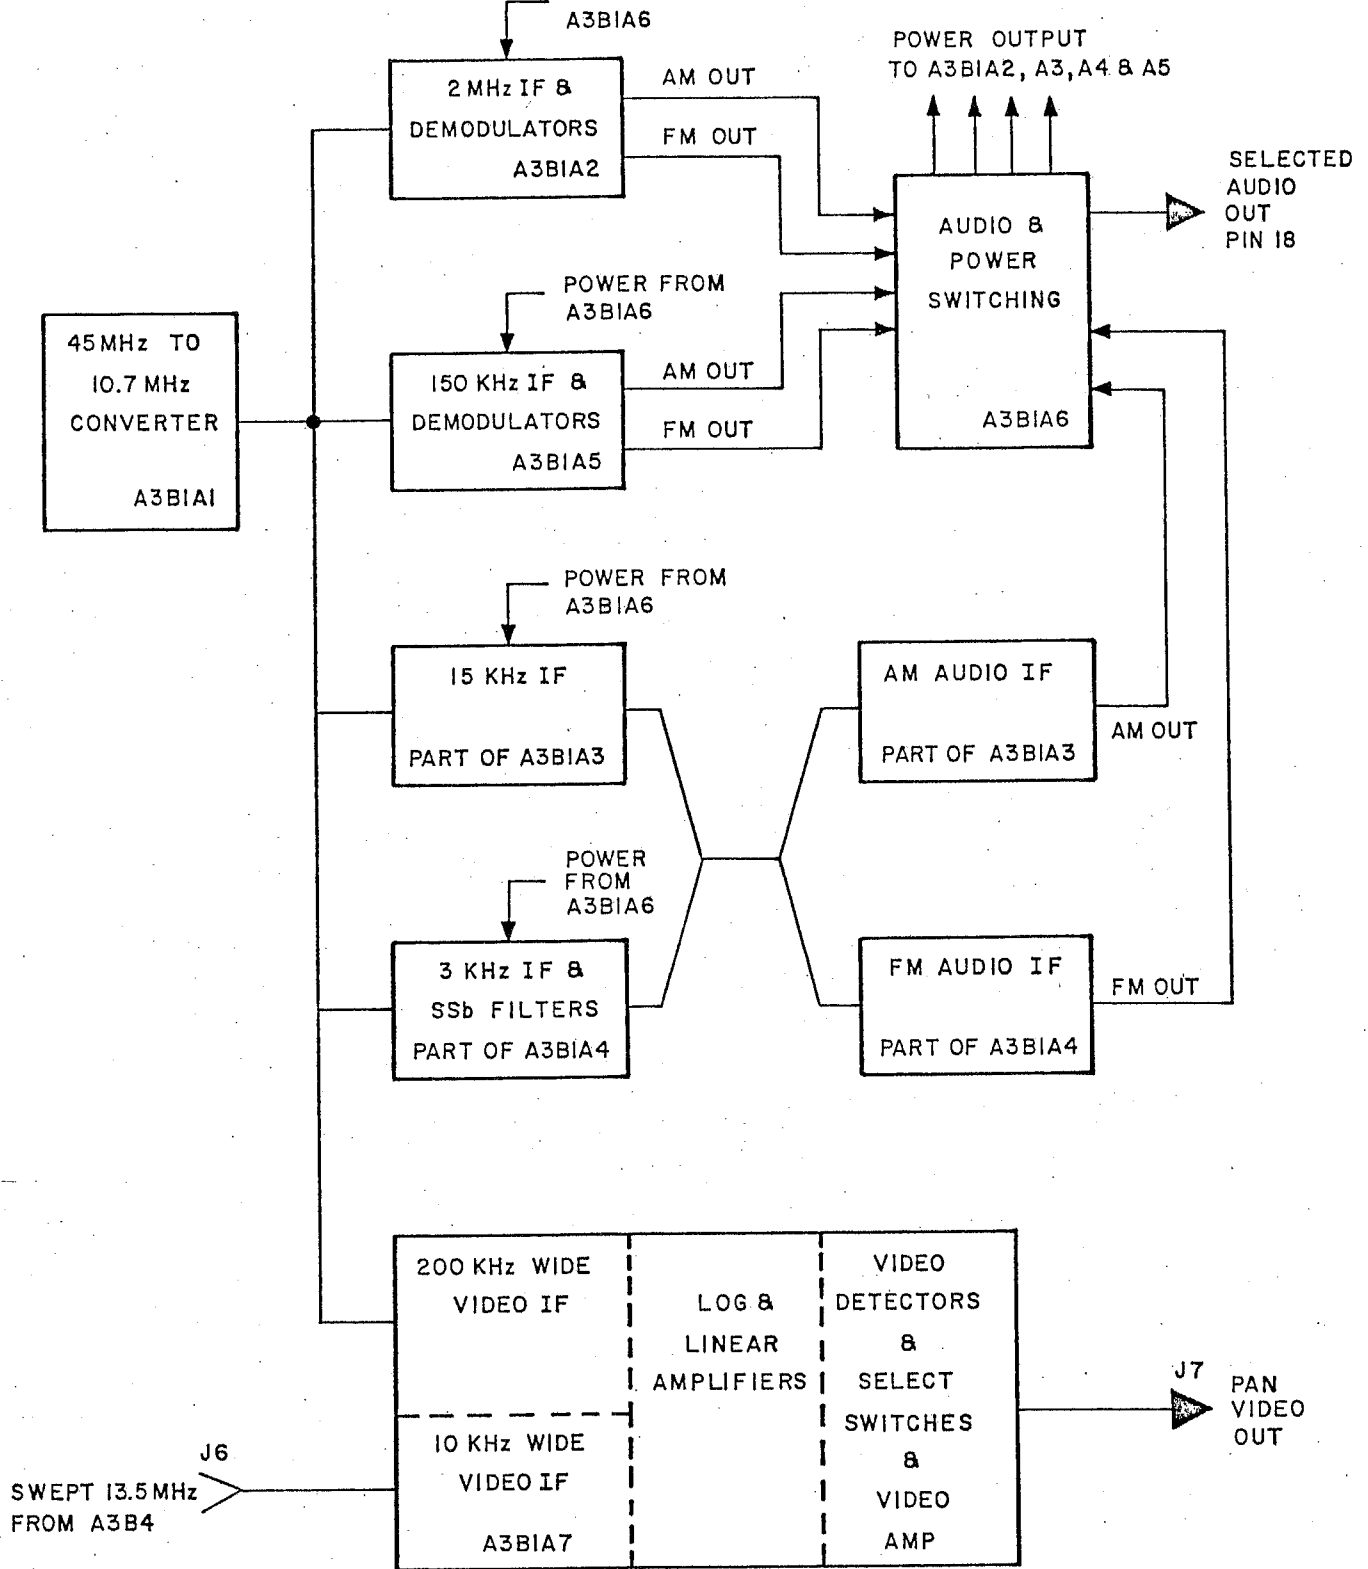 A3B1A6
POWER OUTPUT
TO A3B1A2, A3, A4 & A5
2 MHz IF &
DEMODULATORS
A3B1A2
AM OUT
FM OUT
SELECTED
AUDIO
OUT
PIN 18
AUDIO &
POWER
SWITCHING
A3B1A6
POWER FROM
A3B1A6
45 MHz TO
10.7 MHz
CONVERTER
A3B1A1
150 KHz IF &
DEMODULATORS
A3B1A5
AM OUT
FM OUT
POWER FROM
A3B1A6
15 KHz IF
PART OF A3B1A3
AM AUDIO IF
PART OF A3B1A3
AM OUT
POWER
FROM
A3B1A6
3 KHz IF &
SSb FILTERS
PART OF A3B1A4
FM AUDIO IF
PART OF A3B1A4
FM OUT
200 KHz WIDE
VIDEO IF
LOG &
LINEAR
AMPLIFIERS
VIDEO
DETECTORS
&
SELECT
SWITCHES
&
VIDEO
AMP
J7
PAN
VIDEO
OUT
10 KHz WIDE
VIDEO IF
A3B1A7
J6
SWEPT 13.5 MHz
FROM A3B4